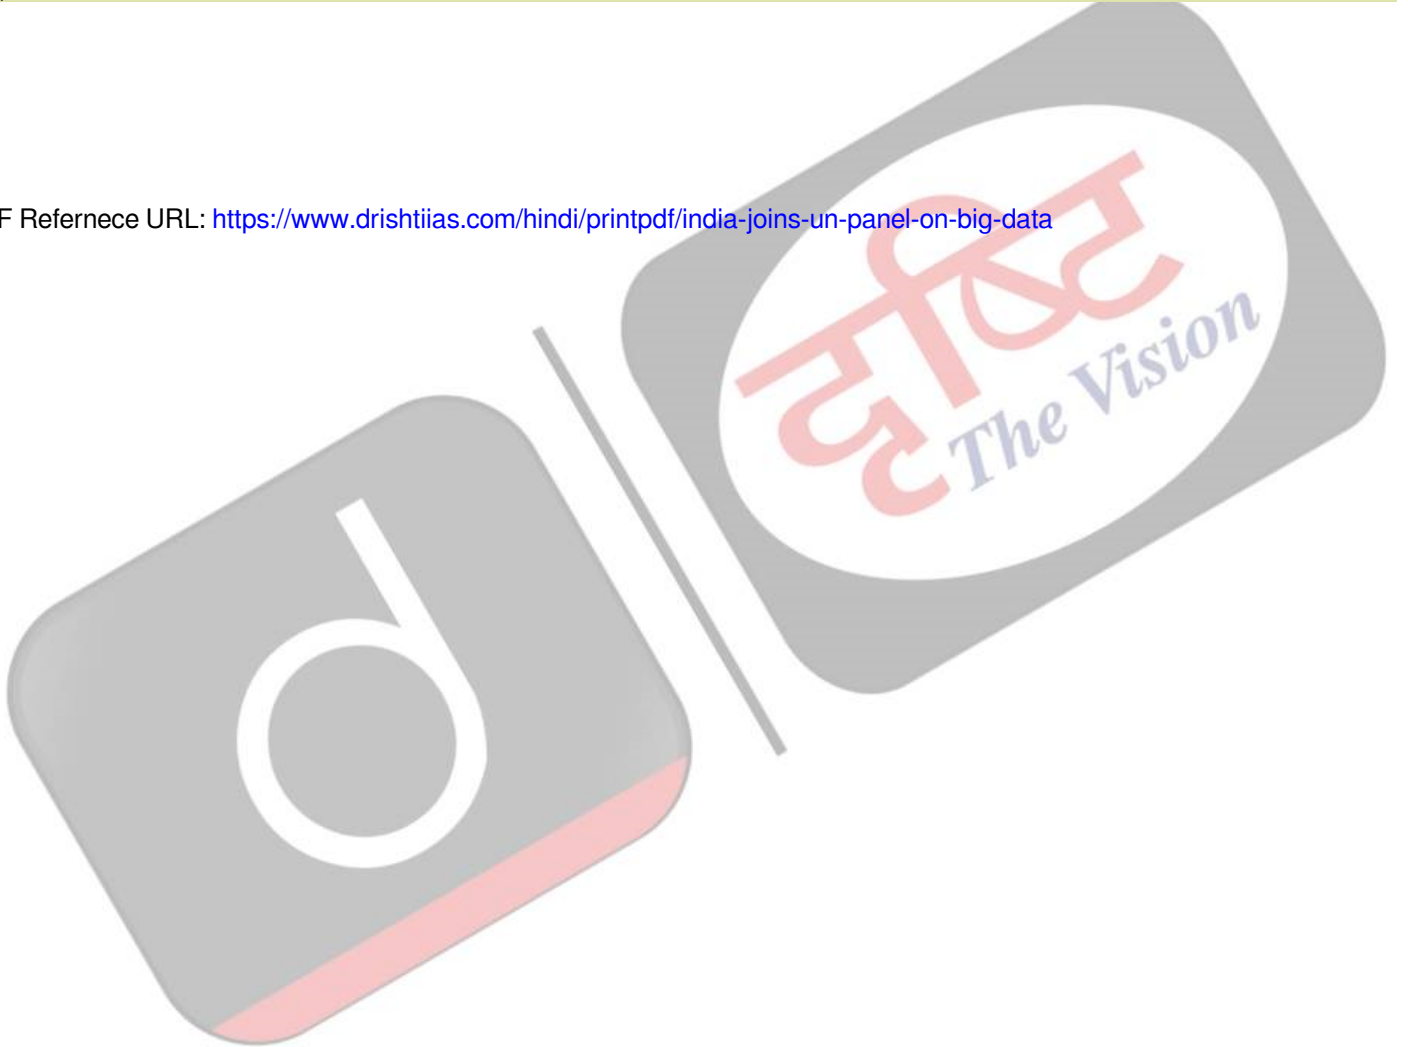 F Refernece URL: https://www.drishtiias.com/hindi/printpdf/india-joins-un-panel-on-big-data
दृष्टि
The Vision
d